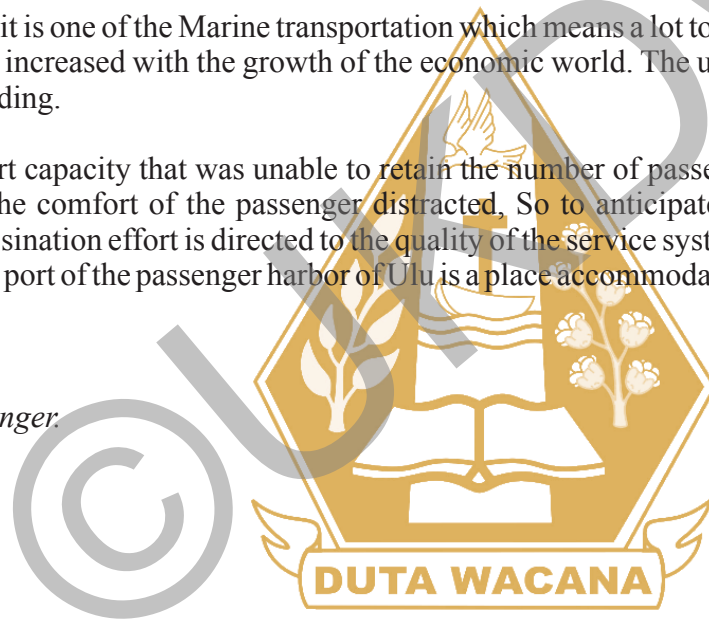 it is one of the Marine transportation which means a lot to
increased with the growth of the economic world. The u
ding.
rt capacity that was unable to retain the number of passe
he comfort of the passenger distracted, So to anticipat
sination effort is directed to the quality of the service syst
port of the passenger harbor of Ulu is a place accommoda
nger.
© UKD
DUTA WACANA